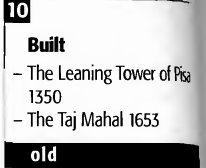 10
Built
– The Leaning Tower of Pisa
1350
– The Taj Mahal 1653
old